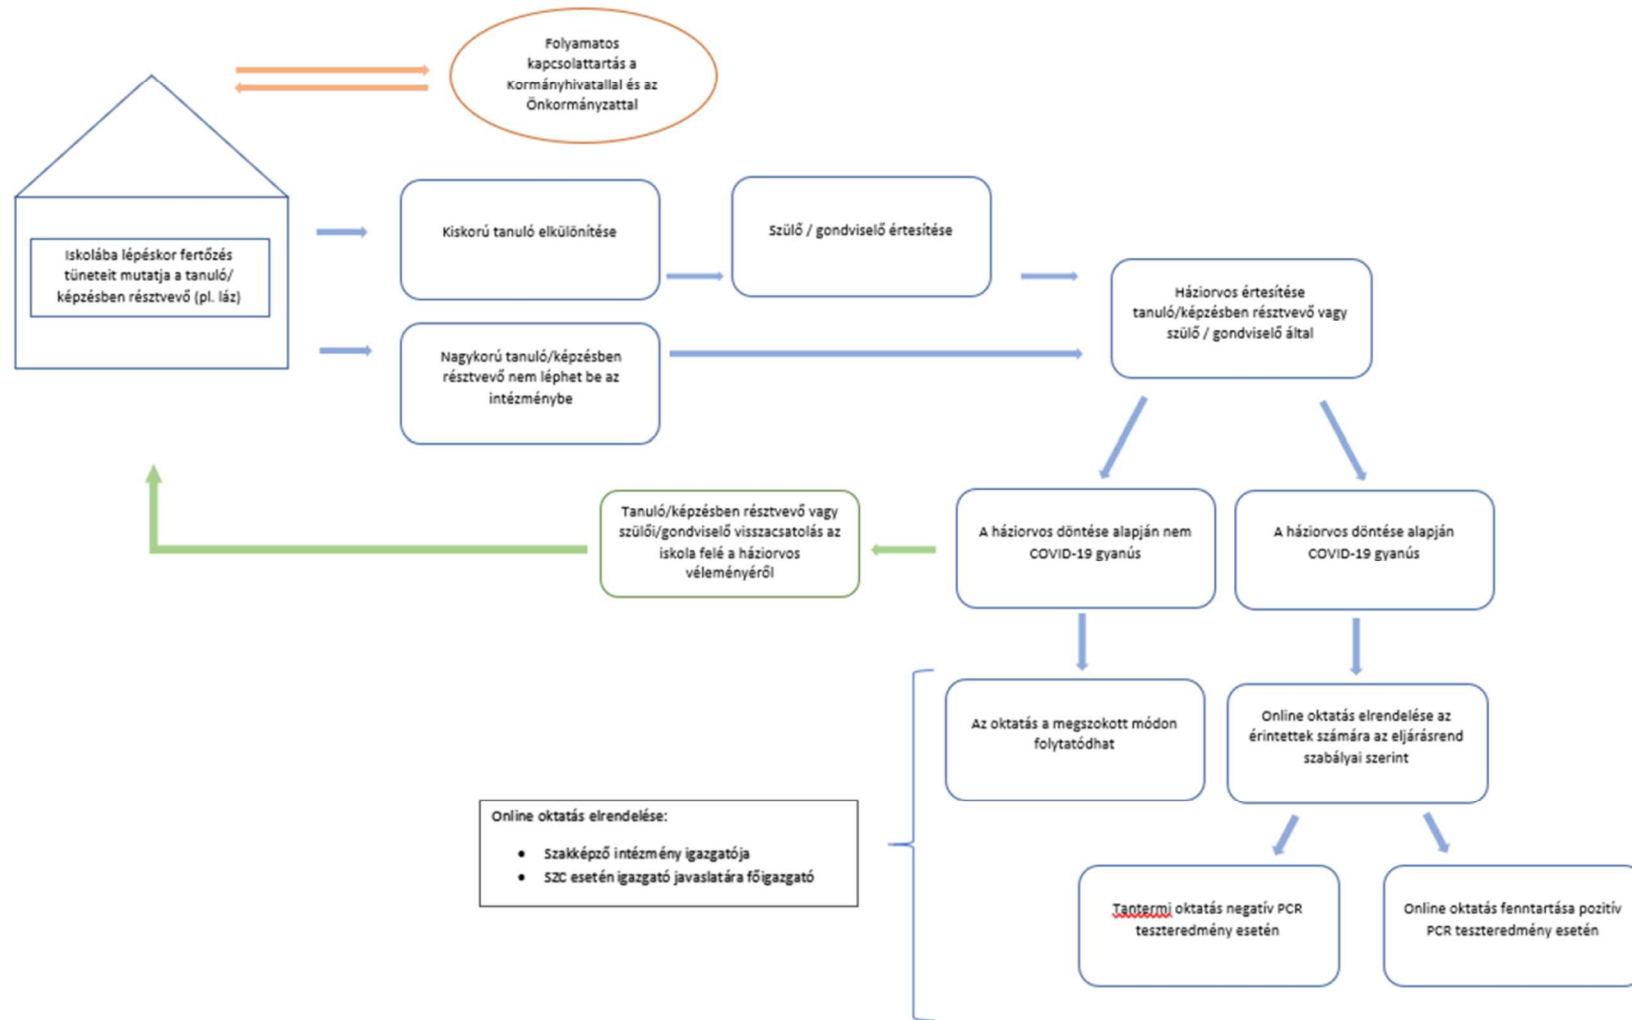 Folyamatos
kapcsolattartás a
Kormányhivatallal és az
Önkormányzattal
Iskolába lépéskor fertőzés
tüneteit mutatja a tanuló/
képzésben résztvevő (pl. láz)
Kiskorú tanuló elkülönítése
Szülő / gondviselő értesítése
Nagykorú tanuló/képzésben
résztvevő nem léphet be az
intézménybe
Háziorvos értesítése
tanuló/képzésben résztvevő vagy
szülő / gondviselő által
Tanuló/képzésben résztvevő vagy
szülői/gondviselő visszacsatolás az
iskola felé a háziorvos
véleményéről
A háziorvos döntése alapján nem
COVID-19 gyanús
A háziorvos döntése alapján
COVID-19 gyanús
Az oktatás a megszokott módon
folytatódhat
Online oktatás elrendelése az
érintettek számára az eljárásrend
szabályai szerint
Online oktatás elrendelése:
• Szakképző intézmény igazgatója
• SZC esetén igazgató javaslatára főigazgató
Tantermi oktatás negatív PCR
teszteredmény esetén
Online oktatás fenntartása pozitív
PCR teszteredmény esetén